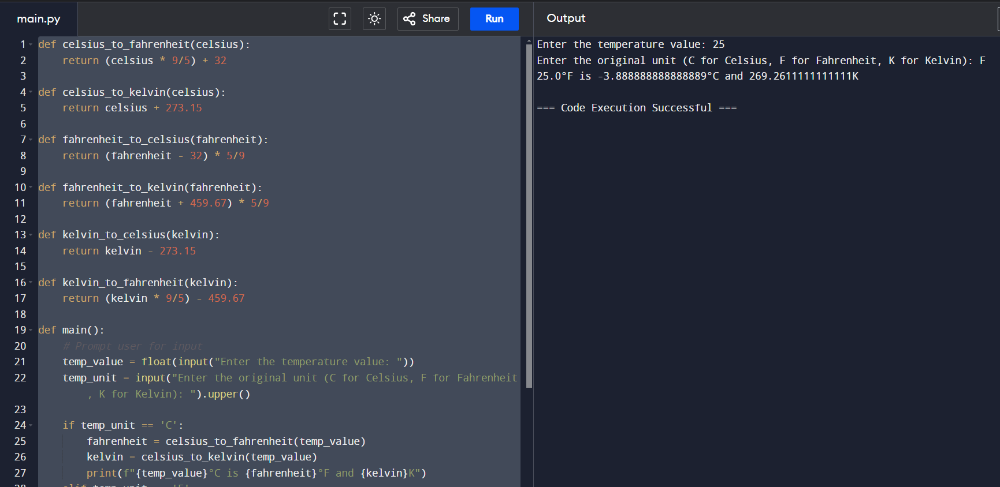 main.py
Share
Run
Output
1 def celsius_to_fahrenheit(celsius):
2     return (celsius * 9/5) + 32
3
4 def celsius_to_kelvin(celsius):
5     return celsius + 273.15
6
7 def fahrenheit_to_celsius(fahrenheit):
8     return (fahrenheit - 32) * 5/9
9
10 def fahrenheit_to_kelvin(fahrenheit):
11     return (fahrenheit + 459.67) * 5/9
12
13 def kelvin_to_celsius(kelvin):
14     return kelvin - 273.15
15
16 def kelvin_to_fahrenheit(kelvin):
17     return (kelvin * 9/5) - 459.67
18
19 def main():
20     # Prompt user for input
21     temp_value = float(input("Enter the temperature value: "))
22     temp_unit = input("Enter the original unit (C for Celsius, F for Fahrenheit
, K for Kelvin): ").upper()
23
24     if temp_unit == 'C':
25         fahrenheit = celsius_to_fahrenheit(temp_value)
26         kelvin = celsius_to_kelvin(temp_value)
27         print(f"{temp_value}°C is {fahrenheit}°F and {kelvin}K")
Enter the temperature value: 25
Enter the original unit (C for Celsius, F for Fahrenheit, K for Kelvin): F
25.0°F is -3.888888888888889°C and 269.2611111111111K
=== Code Execution Successful ===